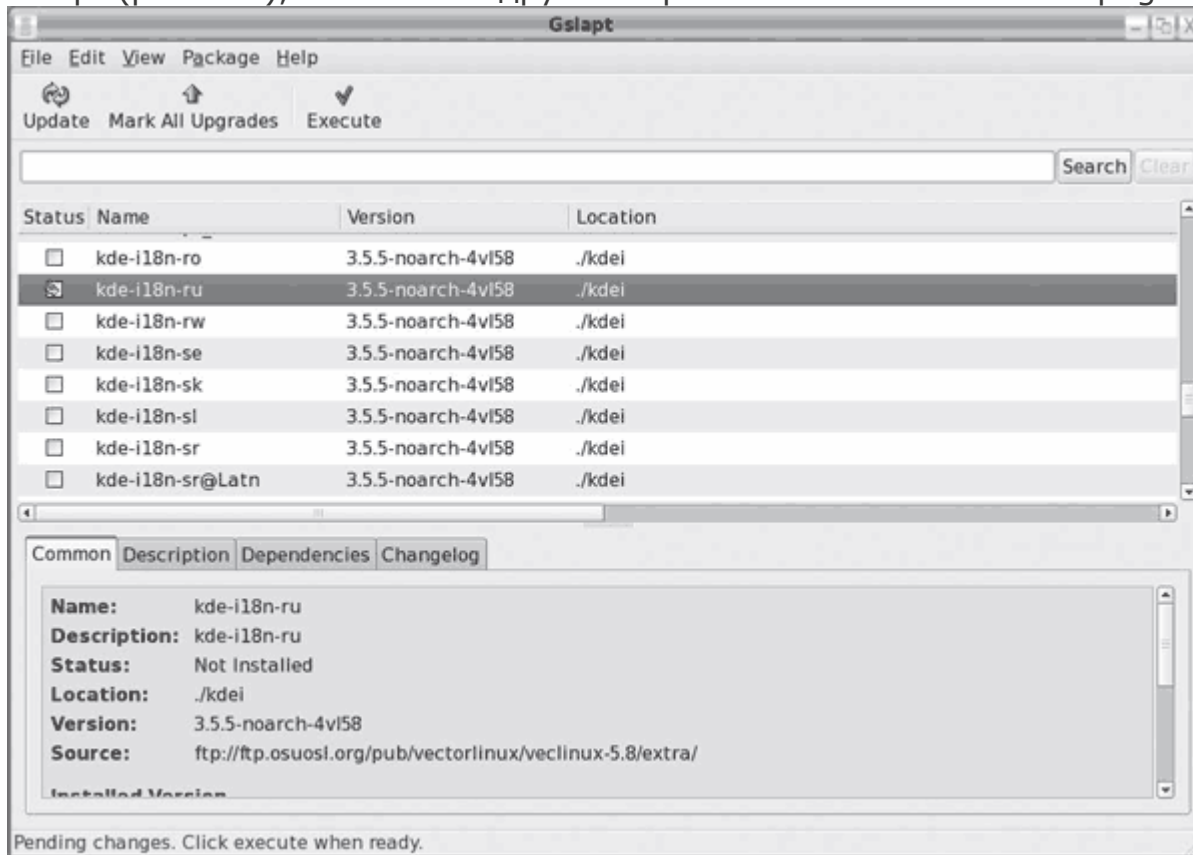 Gslapt
File Edit View Package Help
Update Mark All Upgrades Execute
Search Clear
Status Name Version Location
kde-i18n-ro 3.5.5-noarch-4vl58 ./kdei
kde-i18n-ru 3.5.5-noarch-4vl58 ./kdei
kde-i18n-rw 3.5.5-noarch-4vl58 ./kdei
kde-i18n-se 3.5.5-noarch-4vl58 ./kdei
kde-i18n-sk 3.5.5-noarch-4vl58 ./kdei
kde-i18n-sl 3.5.5-noarch-4vl58 ./kdei
kde-i18n-sr 3.5.5-noarch-4vl58 ./kdei
kde-i18n-sr@Latn 3.5.5-noarch-4vl58 ./kdei
Common Description Dependencies Changelog
Name: kde-i18n-ru
Description: kde-i18n-ru
Status: Not Installed
Location: ./kdei
Version: 3.5.5-noarch-4vl58
Source: ftp://ftp.osuosl.org/pub/vectorlinux/veclinux-5.8/extra/
Installed Version
Pending changes. Click execute when ready.